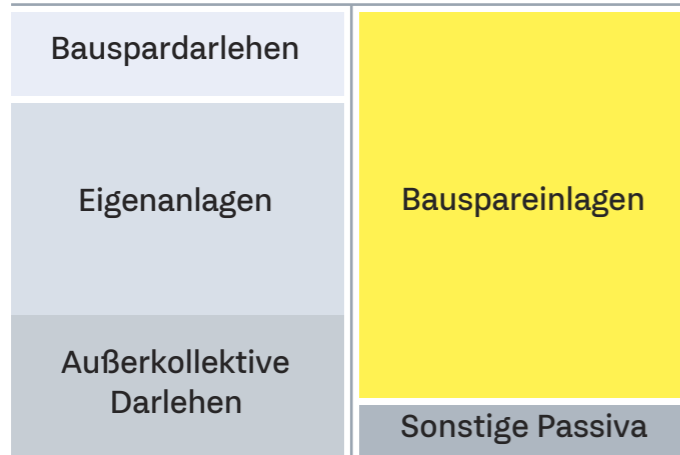 Bauspardarlehen
Eigenanlagen
Außerkollektive
Darlehen
Bauspareinlagen
Sonstige Passiva